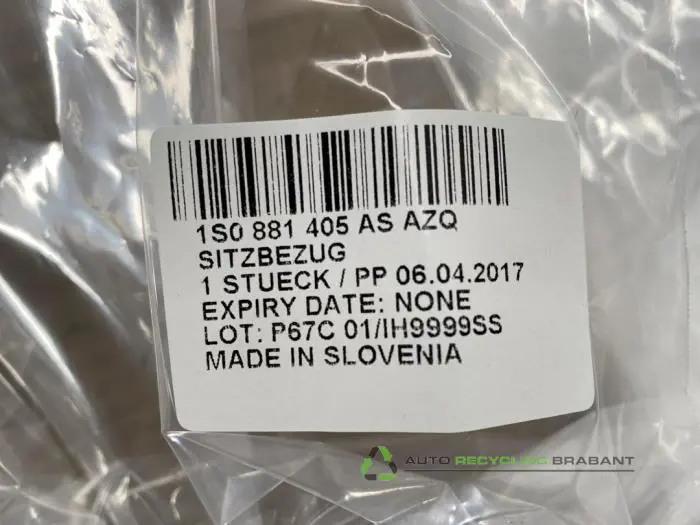 1S0 881 405 AS AZQ
SITZBEZUG
1 STUECK / PP 06.04.2017
EXPIRY DATE: NONE
LOT: P67C 01/IH9999SS
MADE IN SLOVENIA
AUTO RECYCLING BRABANT